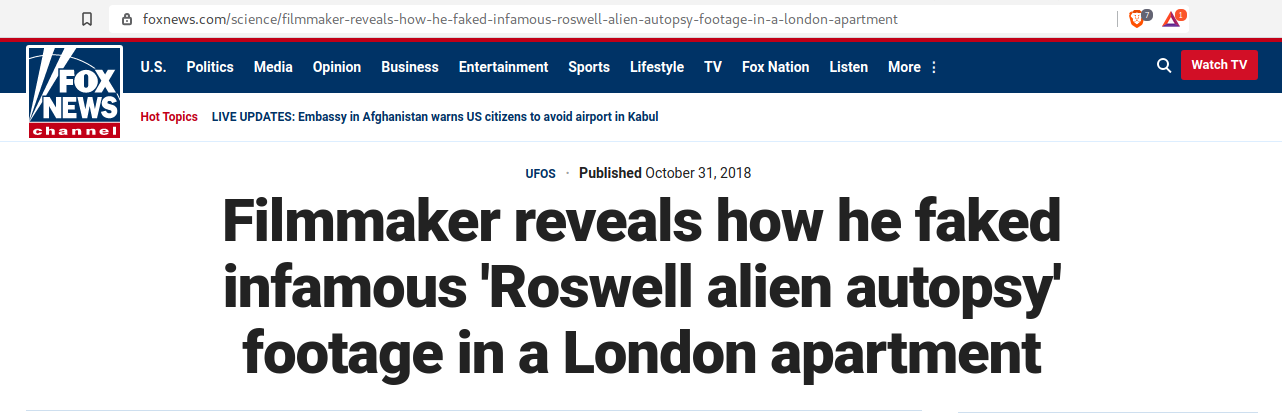 foxnews.com/science/filmmaker-reveals-how-he-faked-infamous-roswell-alien-autopsy-footage-in-a-london-apartment 7 1
FOX NEWS channel
U.S. Politics Media Opinion Business Entertainment Sports Lifestyle TV Fox Nation Listen More Watch TV
Hot Topics LIVE UPDATES: Embassy in Afghanistan warns US citizens to avoid airport in Kabul
UFOS · Published October 31, 2018
Filmmaker reveals how he faked
infamous 'Roswell alien autopsy'
footage in a London apartment